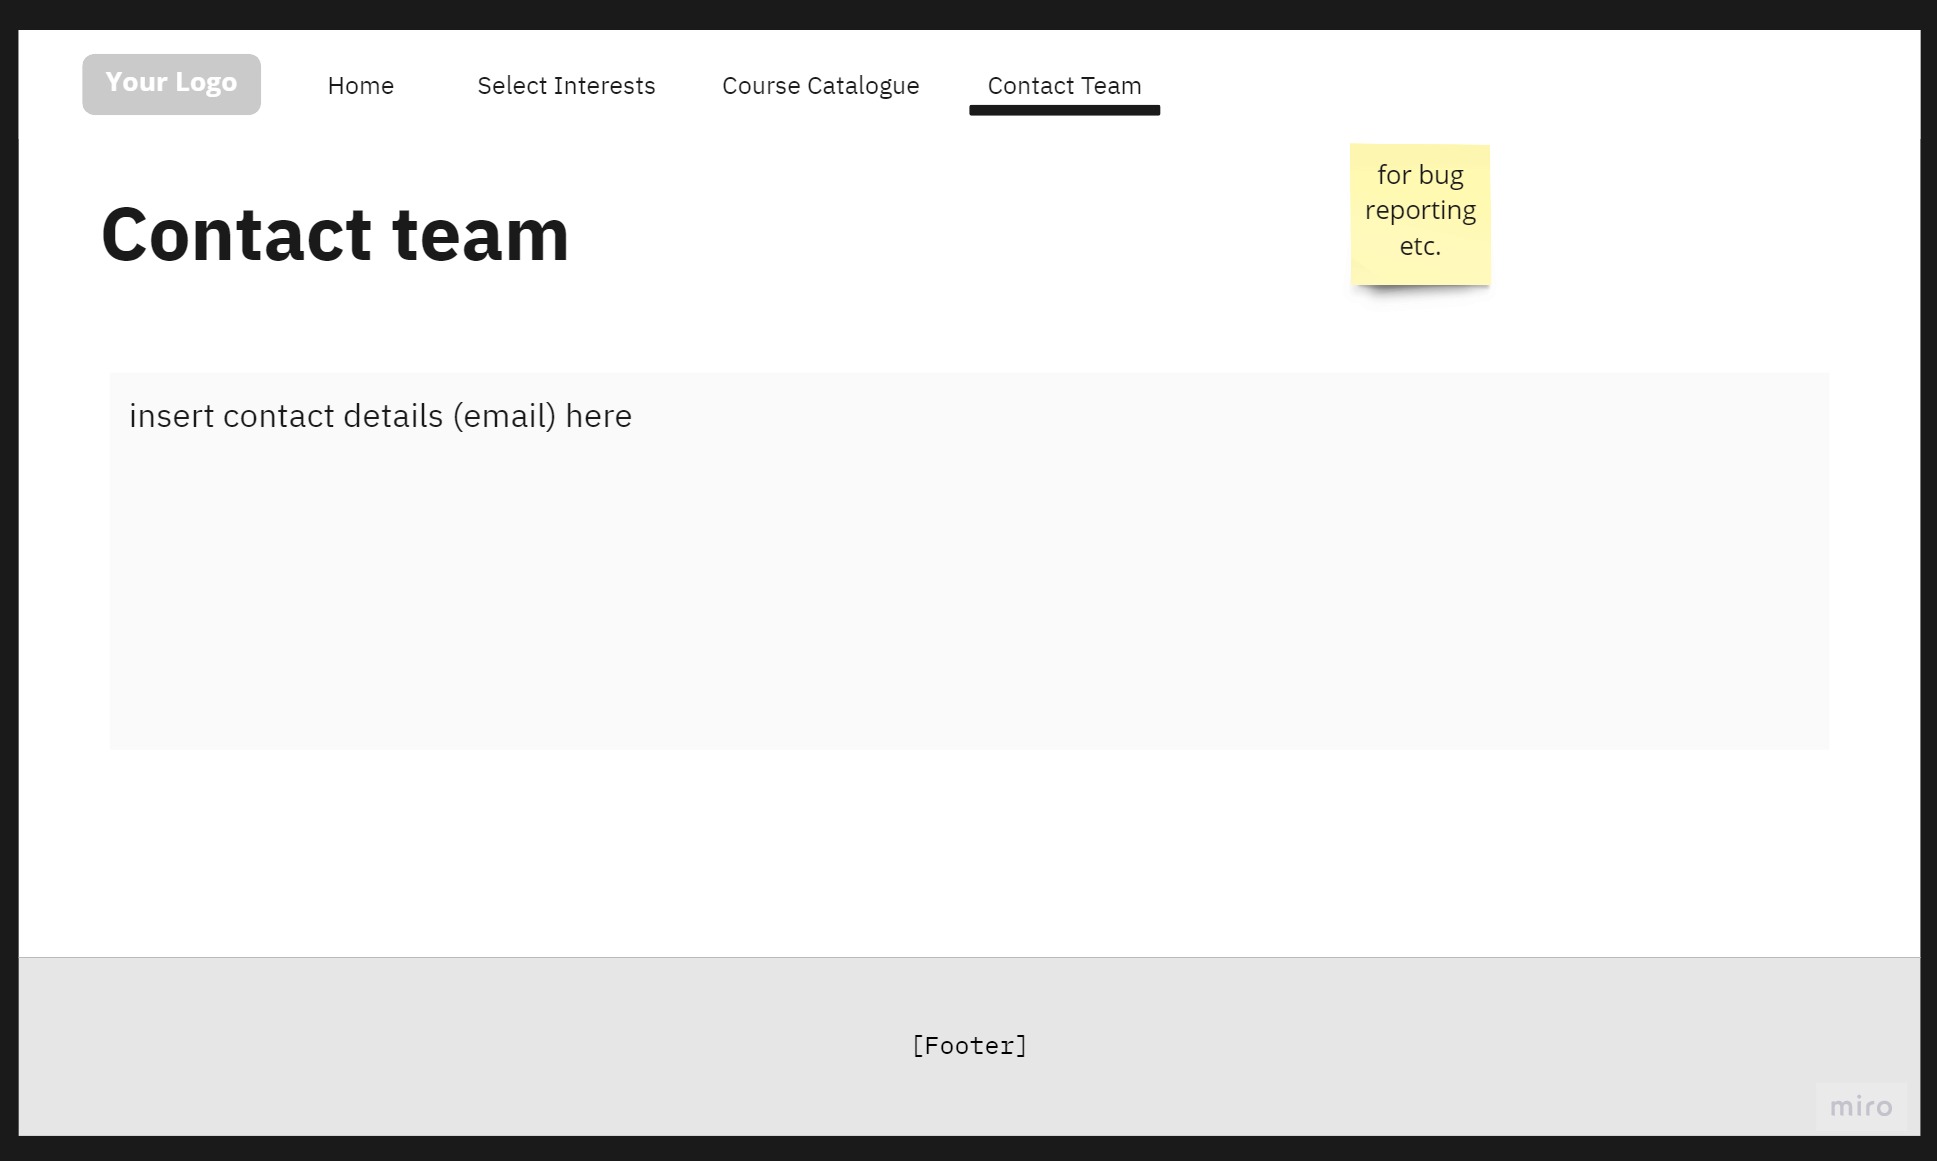 Your Logo
Home
Select Interests
Course Catalogue
Contact Team
for bug
reporting
etc.
Contact team
insert contact details (email) here
[Footer]
miro